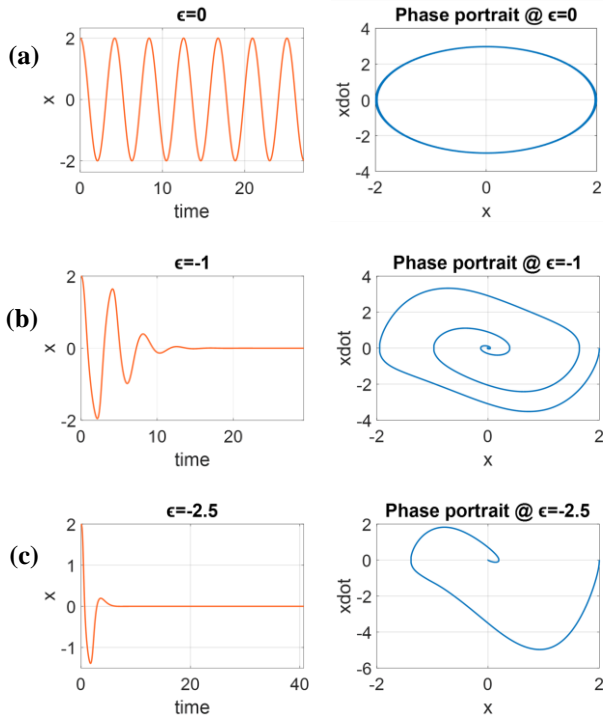 ϵ=0
Phase portrait @ ϵ=0
(a)
2
0
-2
x
0
10
20
time
4
2
0
-2
-4
xdot
-2
0
2
x
ϵ=-1
Phase portrait @ ϵ=-1
(b)
2
0
-2
x
0
10
20
time
4
2
0
-2
-4
xdot
-2
0
2
x
ϵ=-2.5
Phase portrait @ ϵ=-2.5
(c)
2
1
0
-1
x
0
20
40
time
2
0
-2
-4
-6
xdot
-2
0
2
x